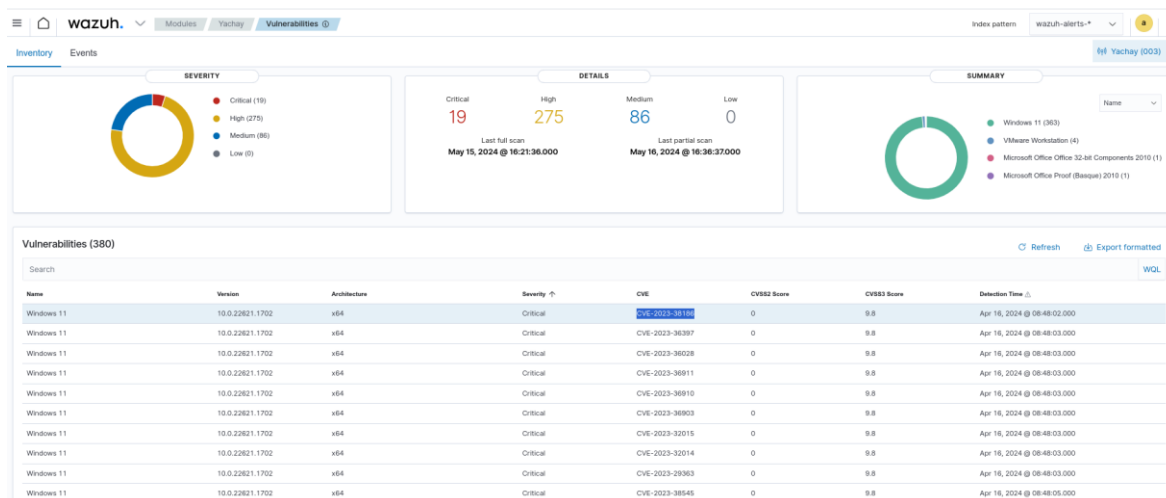 wazuh. Modules Yachay Vulnerabilities Index pattern wazuh-alerts-* a
Inventory Events Yachay (003)
SEVERITY
Critical (19)
High (275)
Medium (86)
Low (0)
DETAILS
Critical High Medium Low
19 275 86 0
Last full scan Last partial scan
May 15, 2024 @ 16:21:36.000 May 16, 2024 @ 16:36:37.000
SUMMARY
Name
Windows 11 (363)
VMware Workstation (4)
Microsoft Office Office 32-bit Components 2010 (1)
Microsoft Office Proof (Basque) 2010 (1)
Vulnerabilities (380) Refresh Export formatted
Search WQL
Name Version Architecture Severity CVE CVSS2 Score CVSS3 Score Detection Time
Windows 11 10.0.22621.1702 x64 Critical CVE-2023-38186 0 9.8 Apr 16, 2024 @ 08:48:02.000
Windows 11 10.0.22621.1702 x64 Critical CVE-2023-36397 0 9.8 Apr 16, 2024 @ 08:48:03.000
Windows 11 10.0.22621.1702 x64 Critical CVE-2023-36028 0 9.8 Apr 16, 2024 @ 08:48:03.000
Windows 11 10.0.22621.1702 x64 Critical CVE-2023-36911 0 9.8 Apr 16, 2024 @ 08:48:03.000
Windows 11 10.0.22621.1702 x64 Critical CVE-2023-36910 0 9.8 Apr 16, 2024 @ 08:48:03.000
Windows 11 10.0.22621.1702 x64 Critical CVE-2023-36903 0 9.8 Apr 16, 2024 @ 08:48:03.000
Windows 11 10.0.22621.1702 x64 Critical CVE-2023-32015 0 9.8 Apr 16, 2024 @ 08:48:03.000
Windows 11 10.0.22621.1702 x64 Critical CVE-2023-32014 0 9.8 Apr 16, 2024 @ 08:48:03.000
Windows 11 10.0.22621.1702 x64 Critical CVE-2023-29363 0 9.8 Apr 16, 2024 @ 08:48:03.000
Windows 11 10.0.22621.1702 x64 Critical CVE-2023-38545 0 9.8 Apr 16, 2024 @ 08:48:05.000